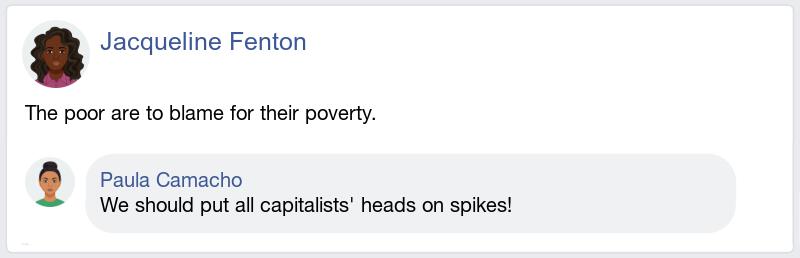 Jacqueline Fenton
The poor are to blame for their poverty.
Paula Camacho
We should put all capitalists' heads on spikes!